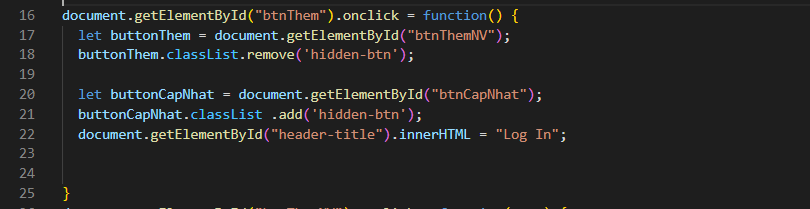 16 document.getElementById("btnThem").onclick = function() {
17 let buttonThem = document.getElementById("btnThemNV");
18 buttonThem.classList.remove('hidden-btn');
19
20 let buttonCapNhat = document.getElementById("btnCapNhat");
21 buttonCapNhat.classList .add('hidden-btn');
22 document.getElementById("header-title").innerHTML = "Log In";
23
24
25 }